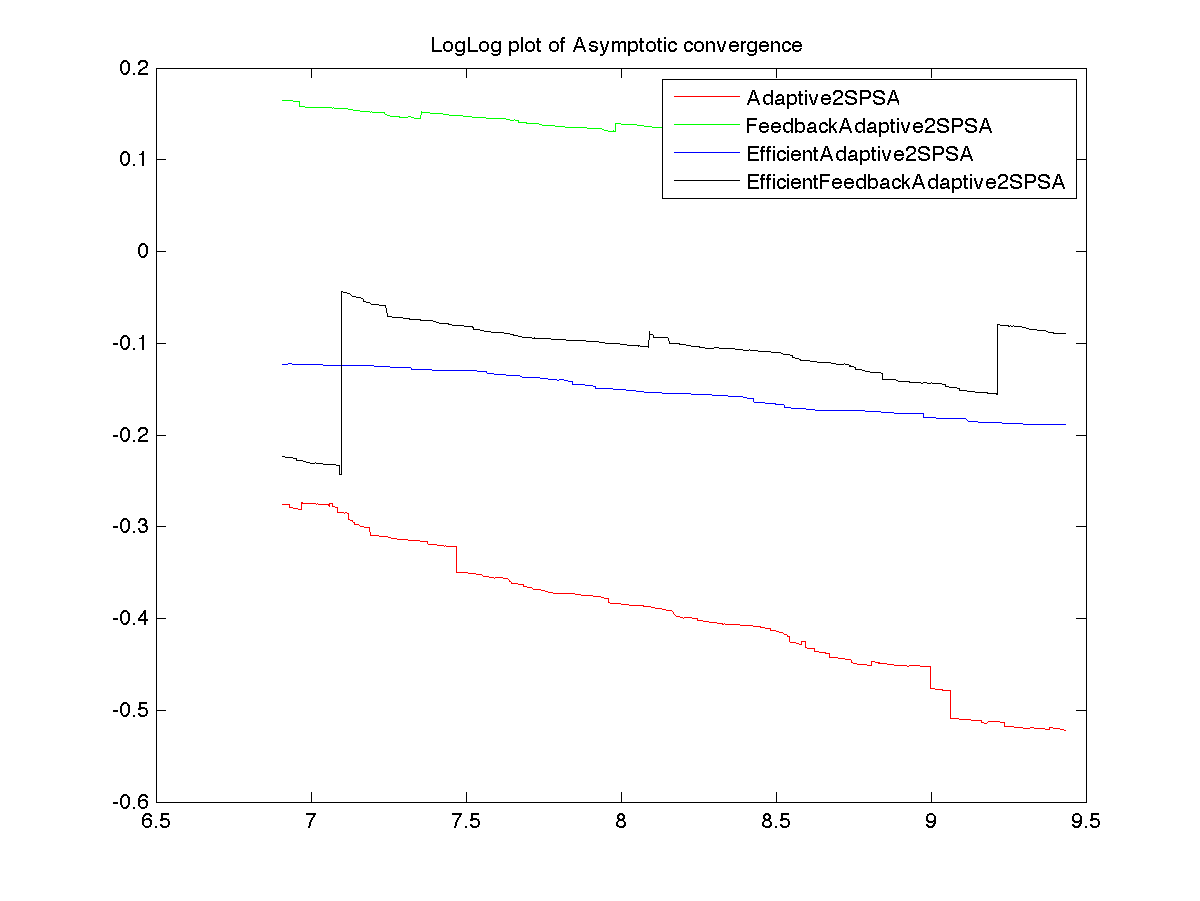 LogLog plot of Asymptotic convergence
0.2
Adaptive2SPSA
FeedbackAdaptive2SPSA
EfficientAdaptive2SPSA
EfficientFeedbackAdaptive2SPSA
0.1
0
-0.1
-0.2
-0.3
-0.4
-0.5
-0.6
6.5 7 7.5 8 8.5 9 9.5